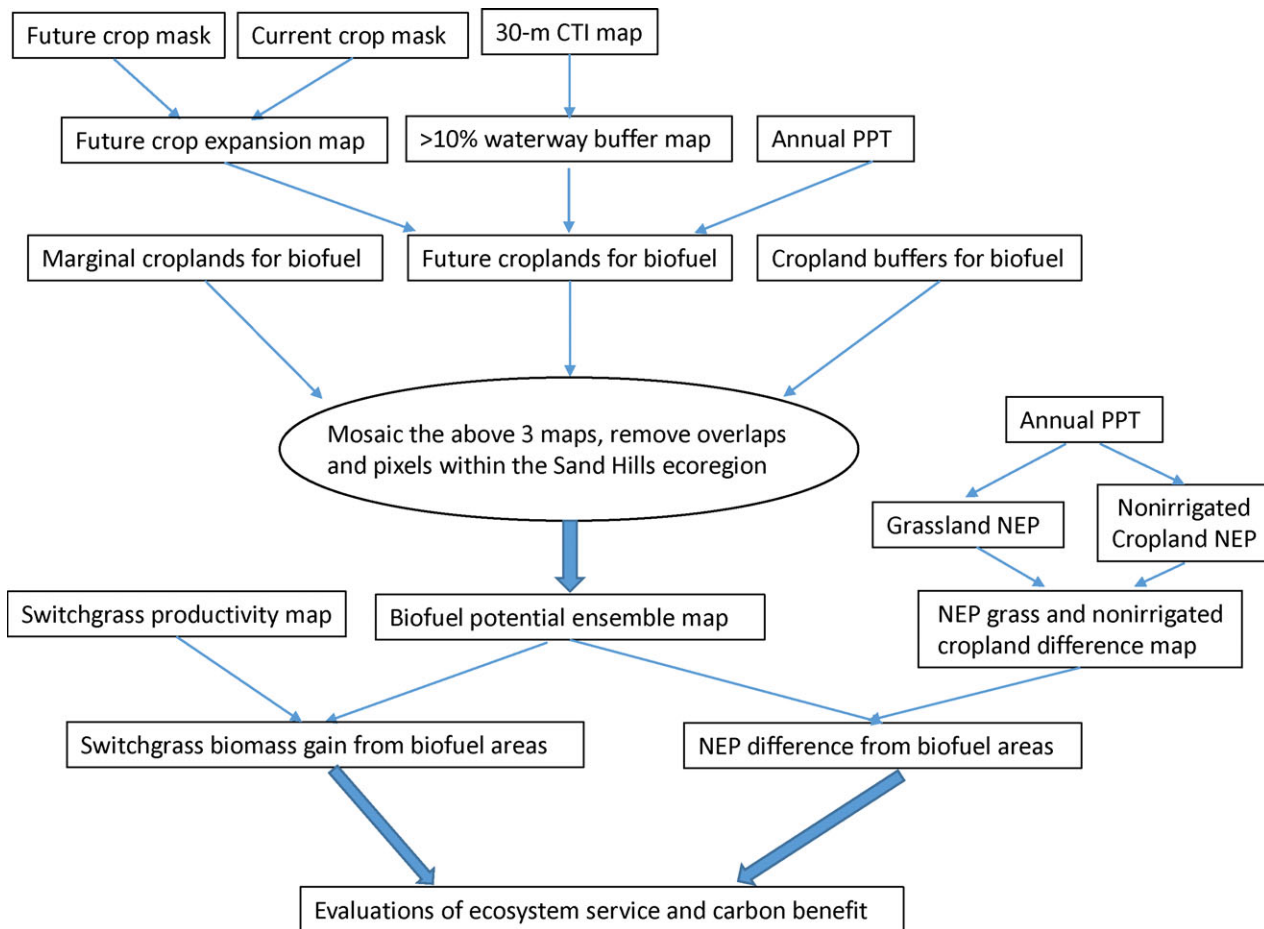 Future crop mask
Current crop mask
30-m CTI map
Future crop expansion map
>10% waterway buffer map
Annual PPT
Marginal croplands for biofuel
Future croplands for biofuel
Cropland buffers for biofuel
Mosaic the above 3 maps, remove overlaps
and pixels within the Sand Hills ecoregion
Annual PPT
Grassland NEP
Nonirrigated
Cropland NEP
Switchgrass productivity map
Biofuel potential ensemble map
NEP grass and nonirrigated
cropland difference map
Switchgrass biomass gain from biofuel areas
NEP difference from biofuel areas
Evaluations of ecosystem service and carbon benefit